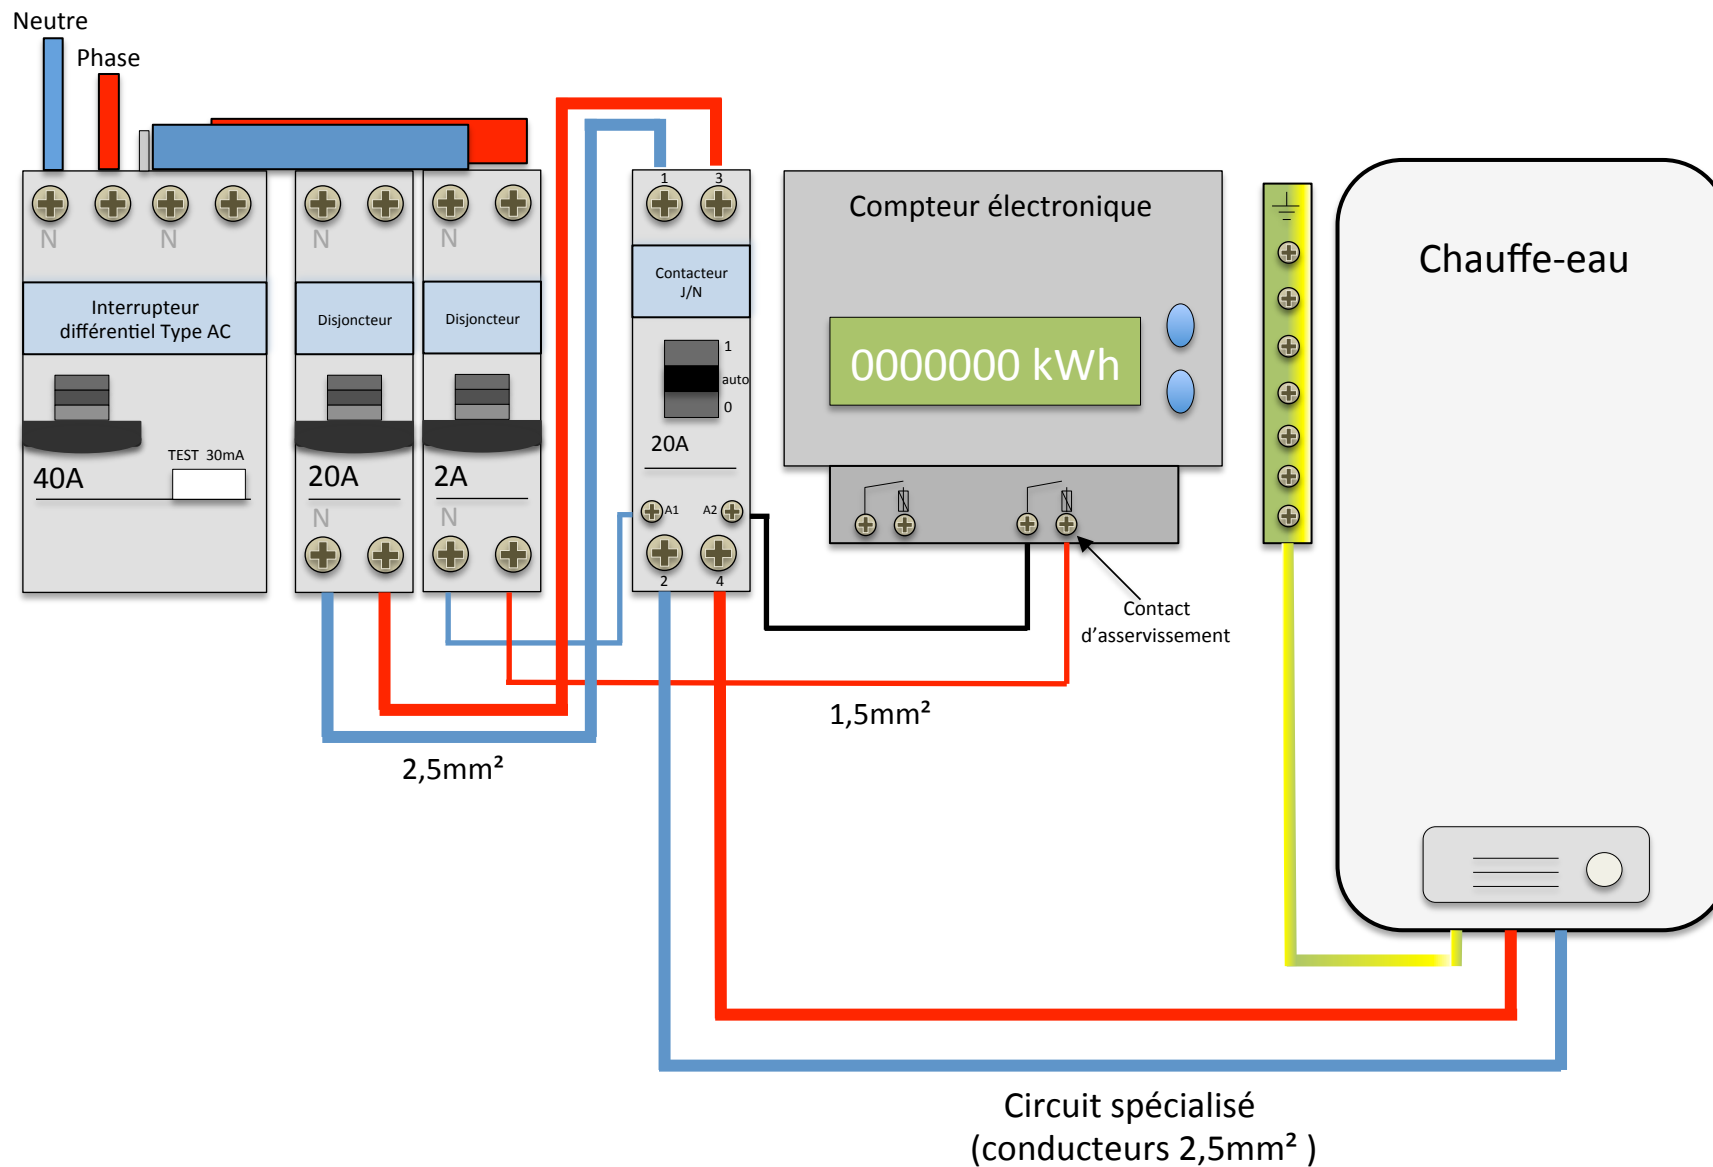 Neutre
Phase
N
N
N
N
Interrupteur
différentiel Type AC
Disjoncteur
Disjoncteur
40A
TEST 30mA
20A
2A
N
N
1
3
Contacteur
J/N
1
auto
0
20A
A1
A2
2
4
Compteur électronique
0000000 kWh
Contact
d'asservissement
Chauffe-eau
1,5mm²
2,5mm²
Circuit spécialisé
(conducteurs 2,5mm² )